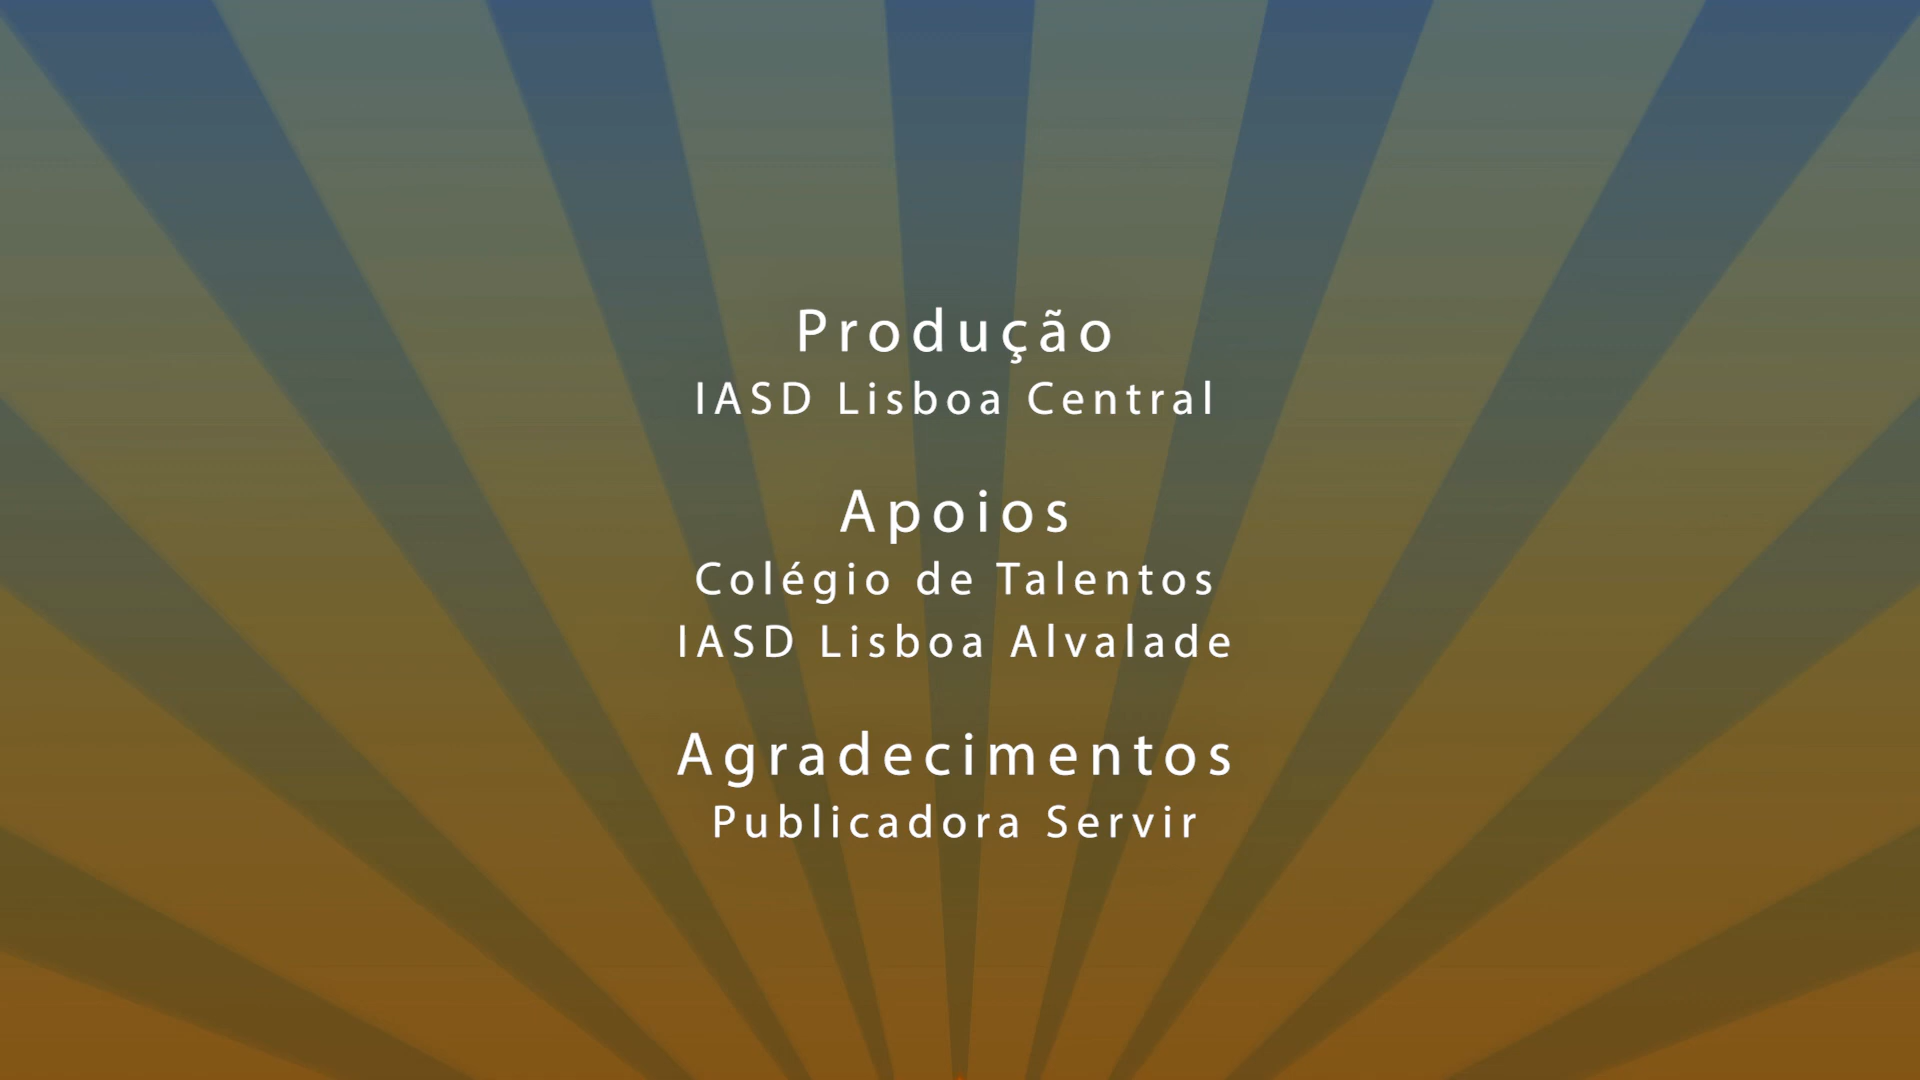 Produção
IASD Lisboa Central
Apoios
Colégio de Talentos
IASD Lisboa Alvalade
Agradecimentos
Publicadora Servir